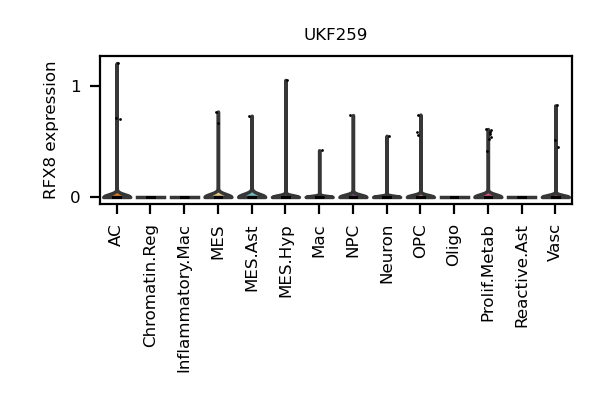 UKF259
RFX8 expression
1
0
AC
Chromatin.Reg
Inflammatory.Mac
MES
MES.Ast
MES.Hyp
Mac
NPC
Neuron
OPC
Oligo
Prolif.Metab
Reactive.Ast
Vasc